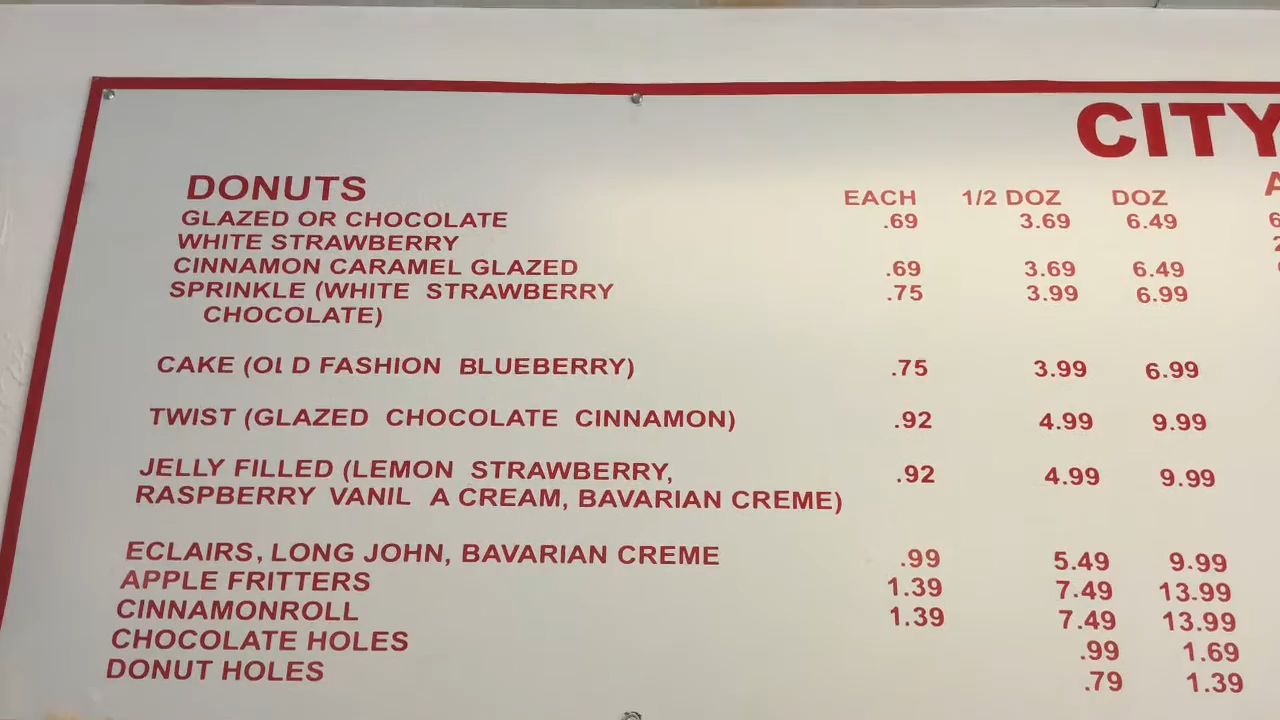 CITY
DONUTS EACH 1/2 DOZ DOZ
GLAZED OR CHOCOLATE .69 3.69 6.49
WHITE STRAWBERRY
CINNAMON CARAMEL GLAZED .69 3.69 6.49
SPRINKLE (WHITE STRAWBERRY .75 3.99 6.99
CHOCOLATE)
CAKE (Ol D FASHION BLUEBERRY) .75 3.99 6.99
TWIST (GLAZED CHOCOLATE CINNAMON) .92 4.99 9.99
JELLY FILLED (LEMON STRAWBERRY, .92 4.99 9.99
RASPBERRY VANIL A CREAM, BAVARIAN CREME)
ECLAIRS, LONG JOHN, BAVARIAN CREME .99 5.49 9.99
APPLE FRITTERS 1.39 7.49 13.99
CINNAMONROLL 1.39 7.49 13.99
CHOCOLATE HOLES .99 1.69
DONUT HOLES .79 1.39